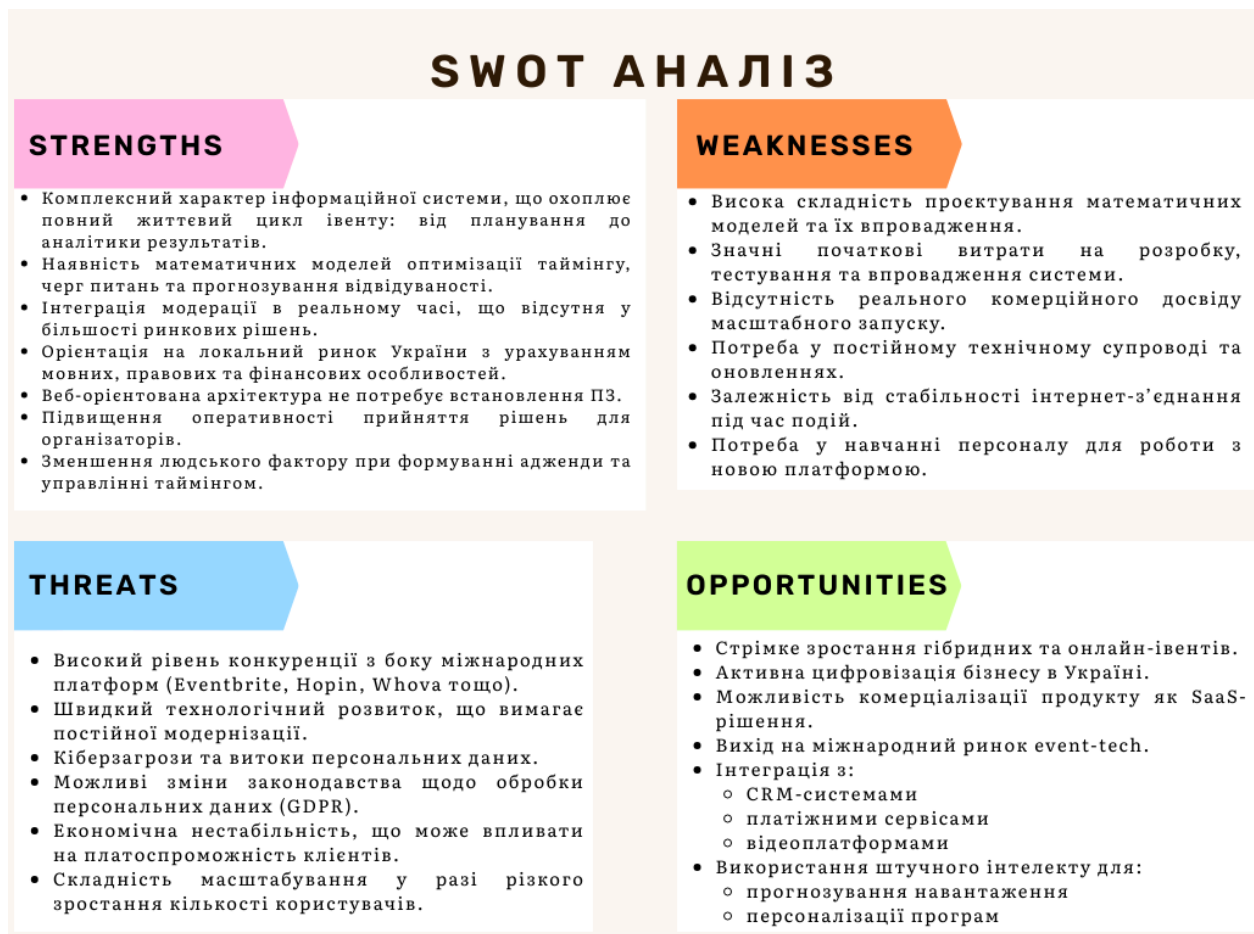 SWOT АНАЛІЗ
STRENGTHS
• Комплексний характер інформаційної системи, що охоплює
повний життєвий цикл івенту: від планування до
аналітики результатів.
• Наявність математичних моделей оптимізації таймінгу,
черг питань та прогнозування відвідуваності.
• Інтеграція модерації в реальному часі, що відсутня у
більшості ринкових рішень.
• Орієнтація на локальний ринок України з урахуванням
мовних, правових та фінансових особливостей.
• Веб-орієнтована архітектура не потребує встановлення ПЗ.
• Підвищення оперативності прийняття рішень для
організаторів.
• Зменшення людського фактору при формуванні адженди та
управлінні таймінгом.
WEAKNESSES
• Висока складність проєктування математичних
моделей та їх впровадження.
• Значні початкові витрати на розробку,
тестування та впровадження системи.
• Відсутність реального комерційного досвіду
масштабного запуску.
• Потреба у постійному технічному супроводі та
оновленнях.
• Залежність від стабільності інтернет-з’єднання
під час подій.
• Потреба у навчанні персоналу для роботи з
новою платформою.
THREATS
• Високий рівень конкуренції з боку міжнародних
платформ (Eventbrite, Hopin, Whova тощо).
• Швидкий технологічний розвиток, що вимагає
постійної модернізації.
• Кіберзагрози та витоки персональних даних.
• Можливі зміни законодавства щодо обробки
персональних даних (GDPR).
• Економічна нестабільність, що може впливати
на платоспроможність клієнтів.
• Складність масштабування у разі різкого
зростання кількості користувачів.
OPPORTUNITIES
• Стрімке зростання гібридних та онлайн-івентів.
• Активна цифровізація бізнесу в Україні.
• Можливість комерціалізації продукту як SaaS-
рішення.
• Вихід на міжнародний ринок event-tech.
• Інтеграція з:
◦ CRM-системами
◦ платіжними сервісами
◦ відеоплатформами
• Використання штучного інтелекту для:
◦ прогнозування навантаження
◦ персоналізації програм